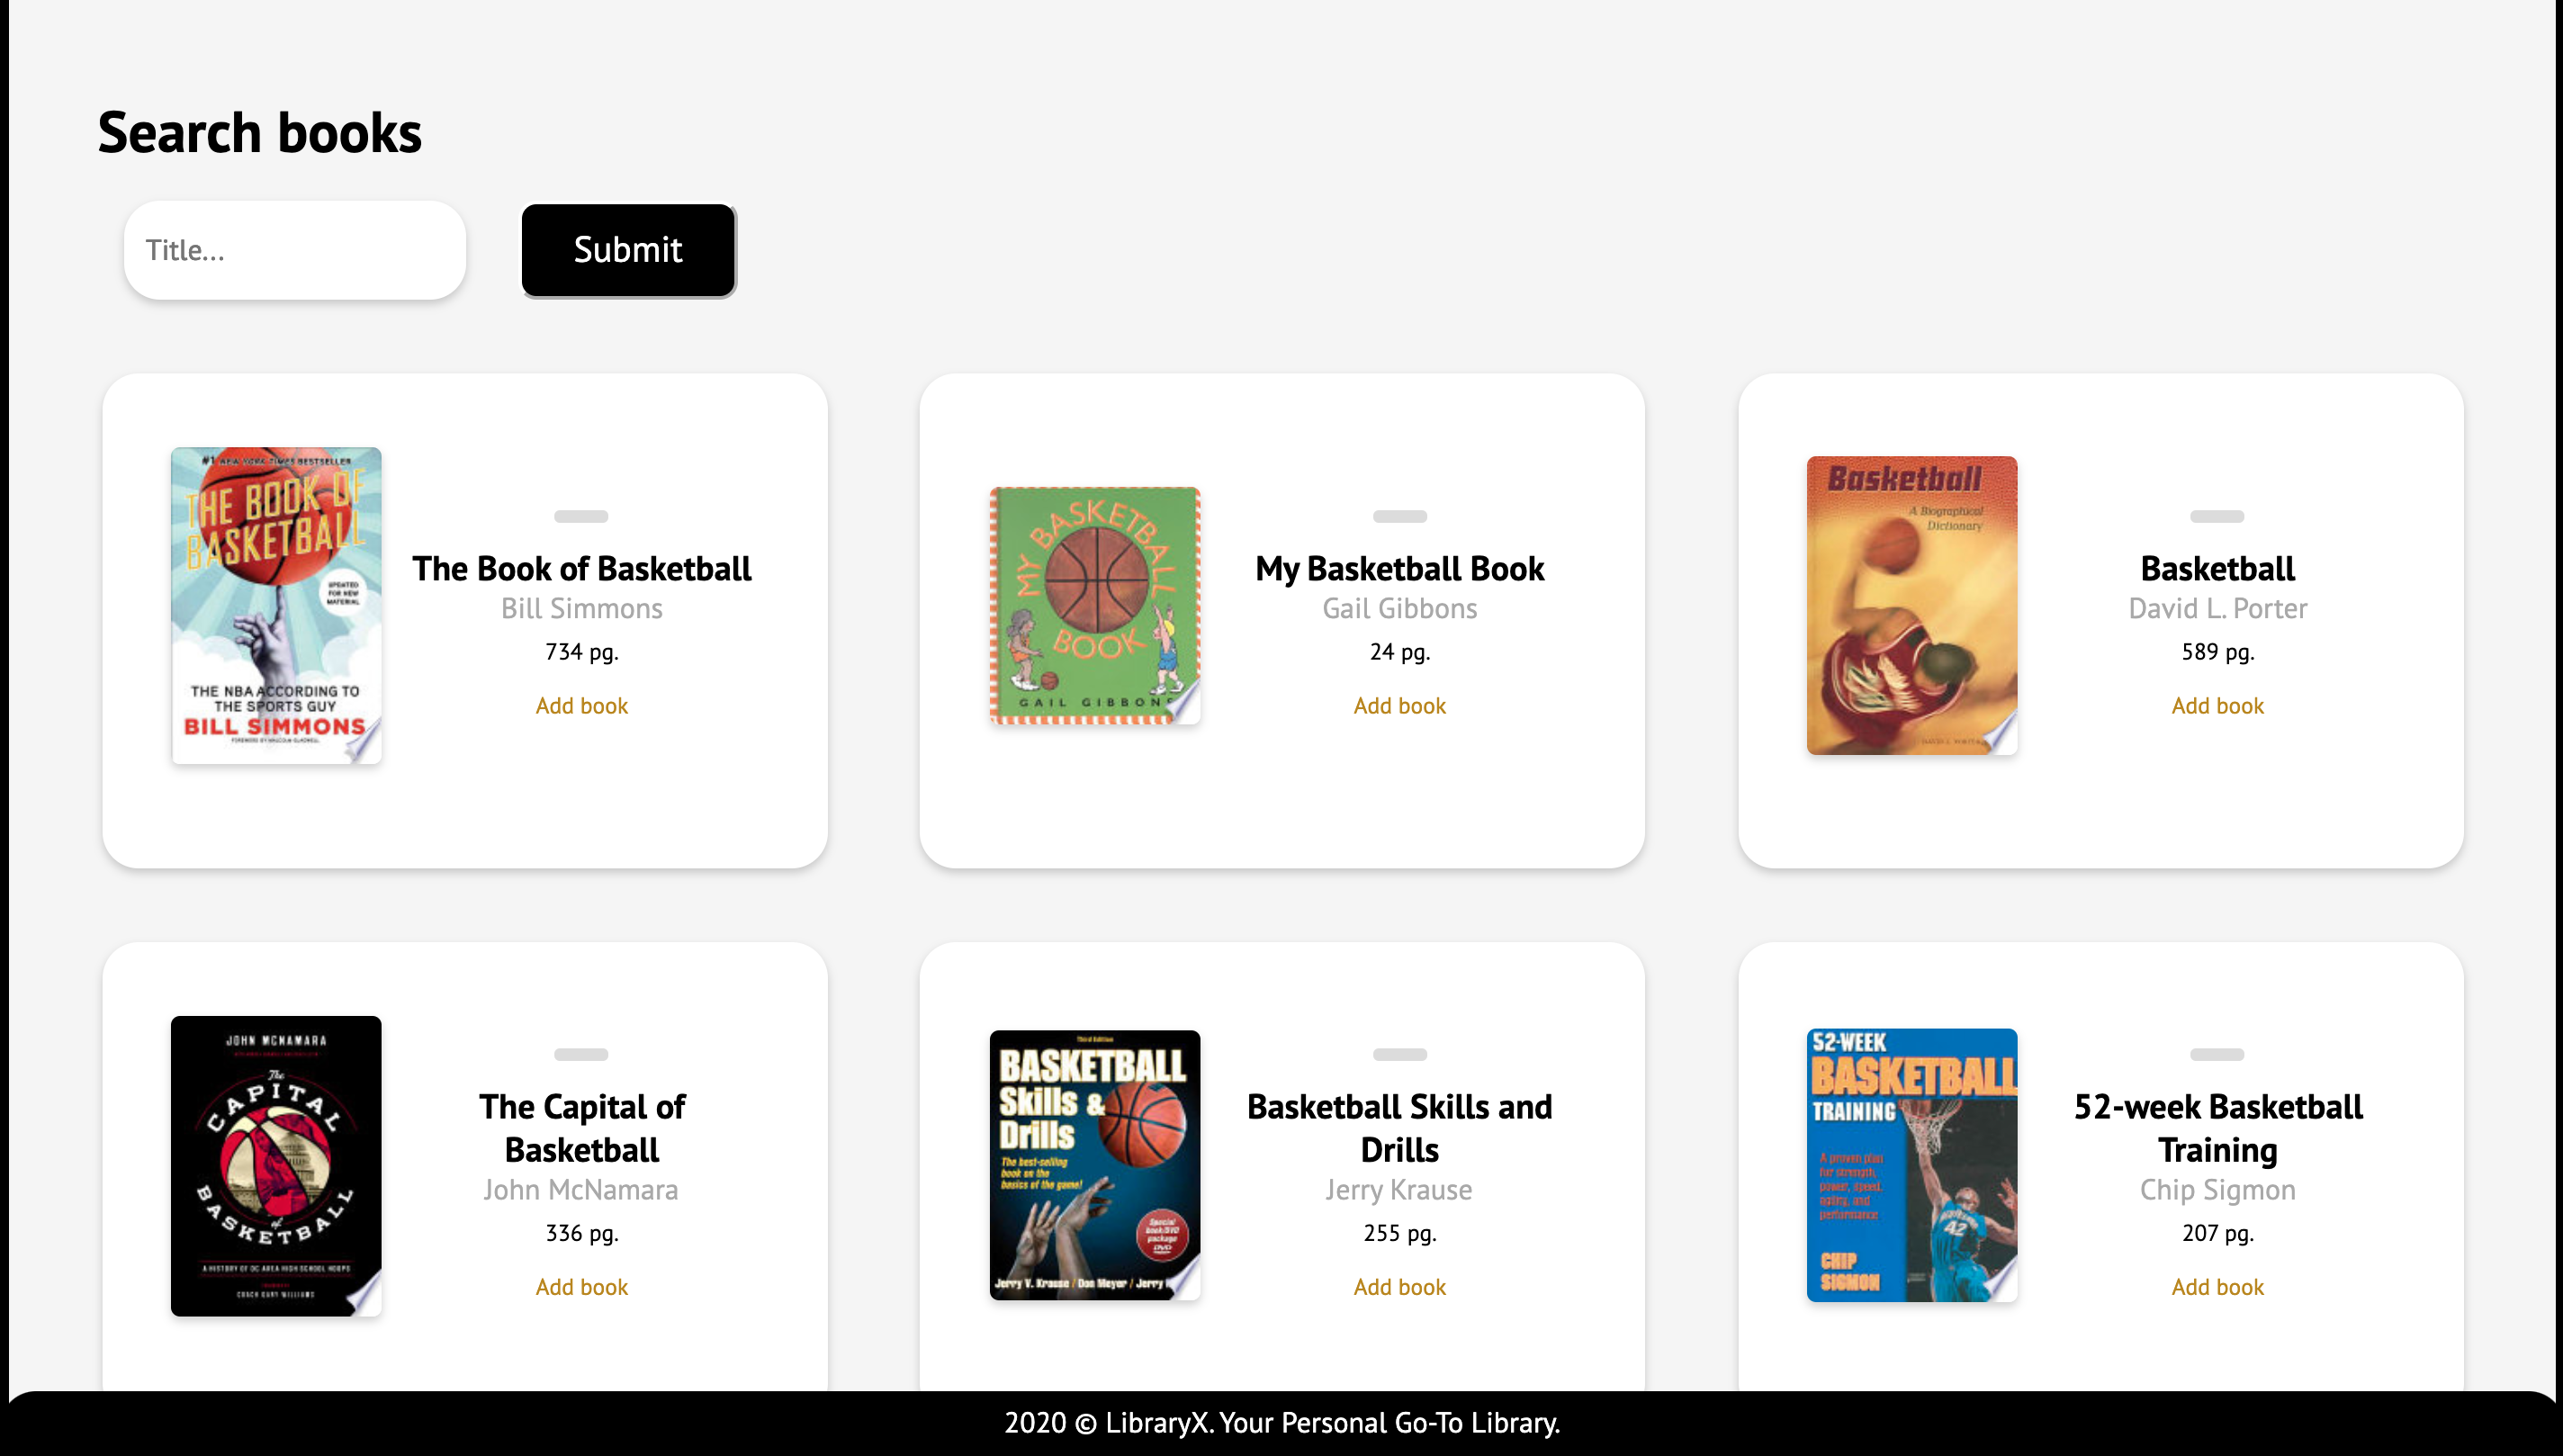 Search books
Title...
Submit
#1 NEW YORK TIMES BESTSELLER
THE BOOK OF
BASKETBALL
UPDATED
FOR NEW
MATERIAL
THE NBA ACCORDING TO
THE SPORTS GUY
BILL SIMMONS
The Book of Basketball
Bill Simmons
734 pg.
Add book
MY BASKETBALL
BOOK
GAIL GIBBONS
My Basketball Book
Gail Gibbons
24 pg.
Add book
Basketball
A Biographical
Dictionary
Basketball
David L. Porter
589 pg.
Add book
JOHN MCNAMARA
The
CAPITAL
of
BASKETBALL
A HISTORY OF DC AREA HIGH SCHOOL HOOPS
COACH GARY WILLIAMS
The Capital of
Basketball
John McNamara
336 pg.
Add book
Third Edition
BASKETBALL
Skills &
Drills
The best-selling
book on the
basics of the game!
Special
book/DVD
package
DVD
Jerry V. Krause / Don Meyer / Jerry
Basketball Skills and
Drills
Jerry Krause
255 pg.
Add book
52-WEEK
BASKETBALL
TRAINING
A proven plan
for strength,
power, speed,
agility, and
performance
42
CHIP
SIGMON
52-week Basketball
Training
Chip Sigmon
207 pg.
Add book
2020 © LibraryX. Your Personal Go-To Library.